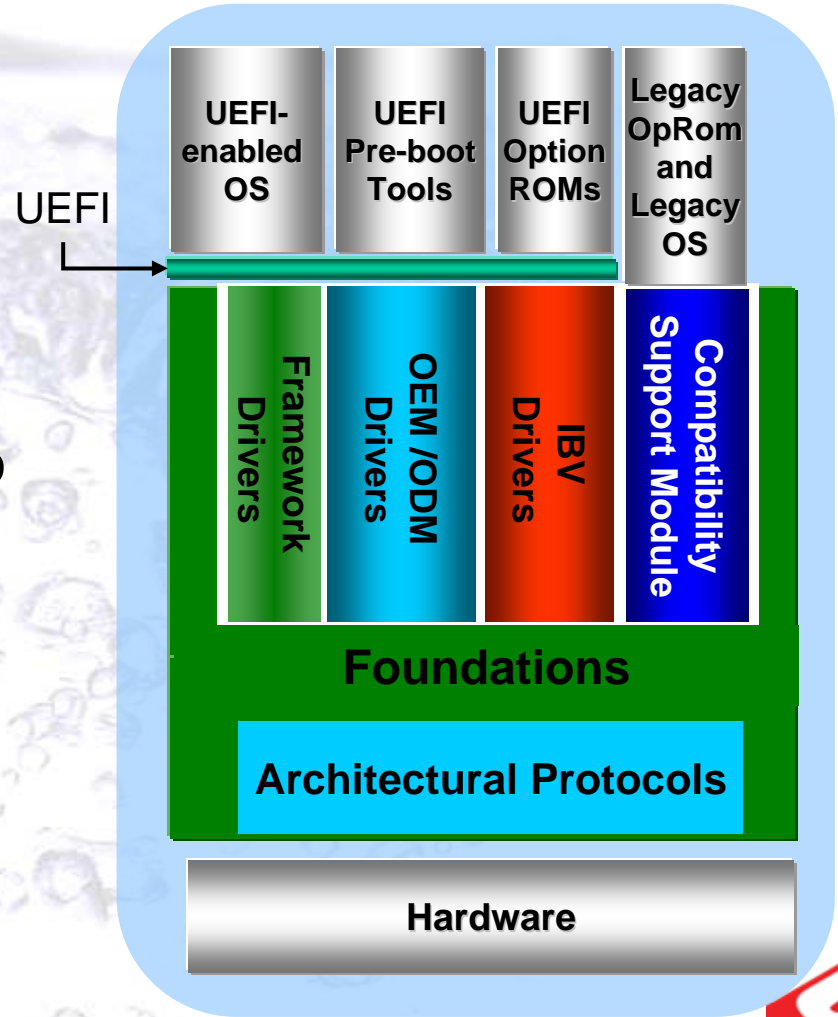 UEFI-
enabled
OS
UEFI
Pre-boot
Tools
UEFI
Option
ROMs
Legacy
OpRom
and
Legacy
OS
UEFI
Framework
Drivers
OEM /ODM
Drivers
IBV
Drivers
Compatibility
Support Module
Foundations
Architectural Protocols
Hardware